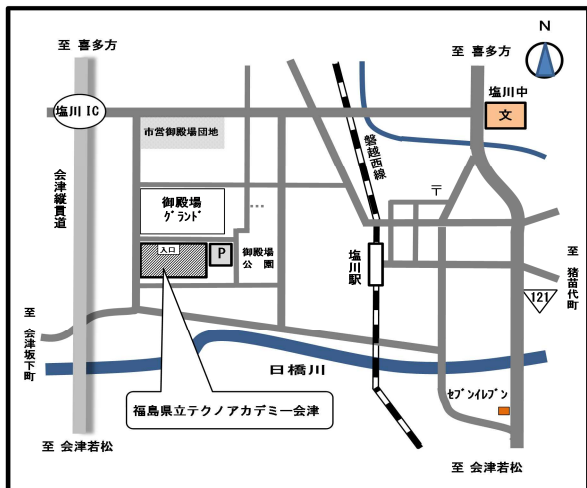 至 喜多方
至 喜多方
N
塩川 IC
塩川中
文
市営御殿場団地
磐越西線
会津縦貫道
御殿場
グランド
〒
入口
P
御殿場
公園
塩川駅
至 猪苗代町
121
至 会津坂下町
日橋川
セブンイレブン
福島県立テクノアカデミー会津
至 会津若松
至 会津若松